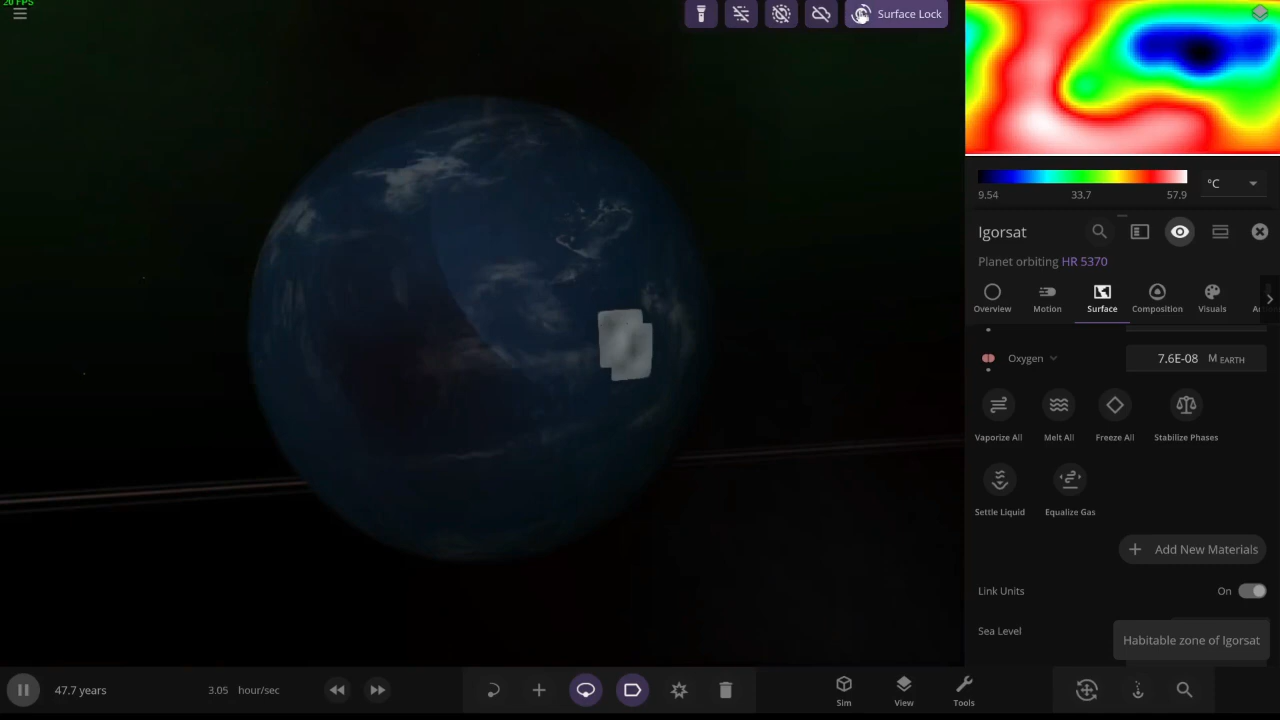 20 FPS
Surface Lock
°C
9.54 33.7 57.9
Igorsat
Planet orbiting HR 5370
Overview Motion Surface Composition Visuals
Oxygen 7.6E-08 M EARTH
Vaporize All Melt All Freeze All Stabilize Phases
Settle Liquid Equalize Gas
Add New Materials
Link Units On
Sea Level
Habitable zone of Igorsat
47.7 years 3.05 hour/sec
Sim View Tools